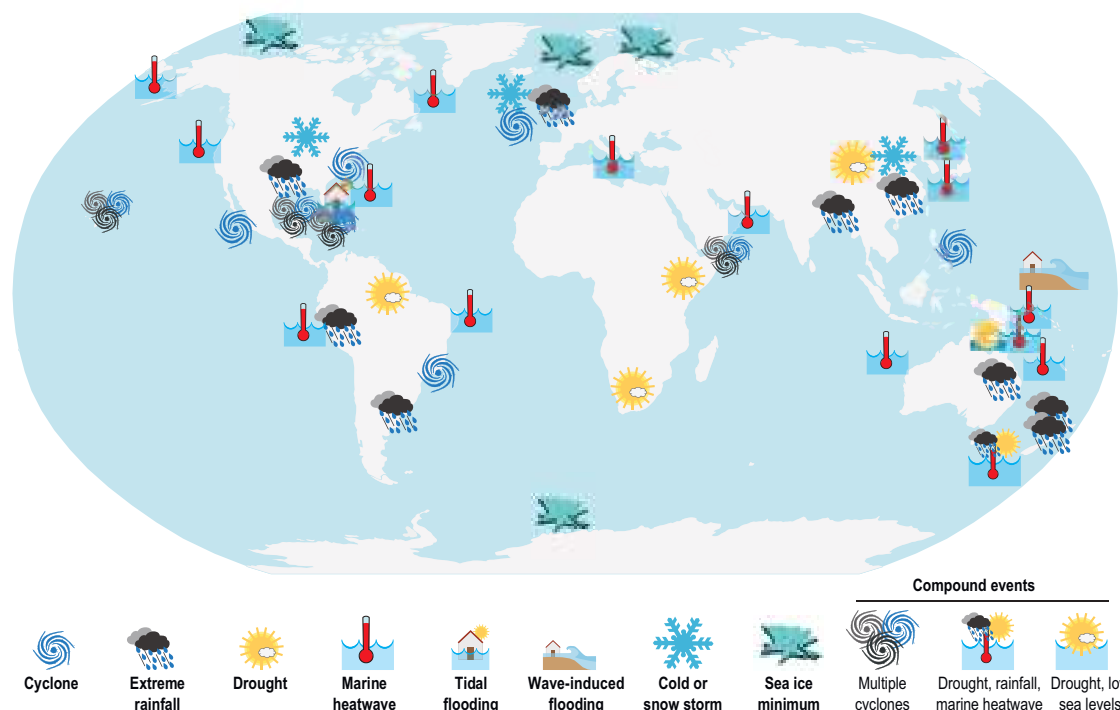 Compound events
Cyclone
Extreme
rainfall
Drought
Marine
heatwave
Tidal
flooding
Wave-induced
flooding
Cold or
snow storm
Sea ice
minimum
Multiple
cyclones
Drought, rainfall,
marine heatwave
Drought, lo
sea levels